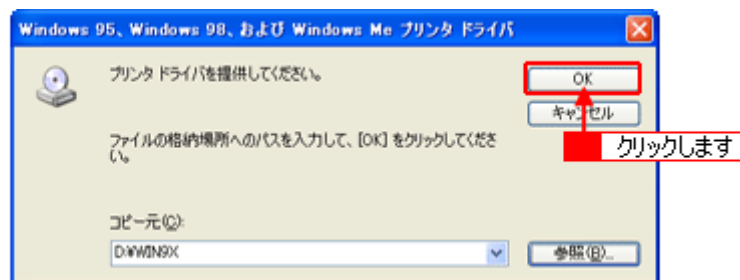 Windows 95、Windows 98、および Windows Me プリンタ ドライバ
プリンタ ドライバを提供してください。
OK
キャンセル
ファイルの格納場所へのパスを入力して、[OK] をクリックしてくださ
い。
クリックします
コピー元(C):
D:¥WIN9X
参照(B)...